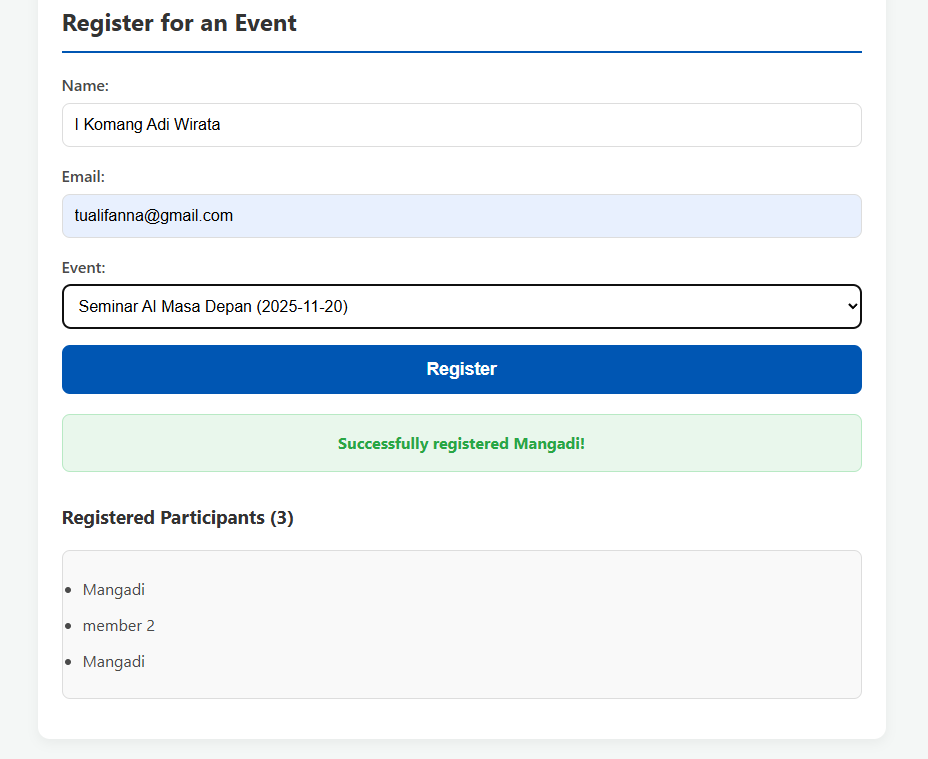 Register for an Event
Name:
I Komang Adi Wirata
Email:
tualifanna@gmail.com
Event:
Seminar AI Masa Depan (2025-11-20)
Register
Successfully registered Mangadi!
Registered Participants (3)
Mangadi
member 2
Mangadi